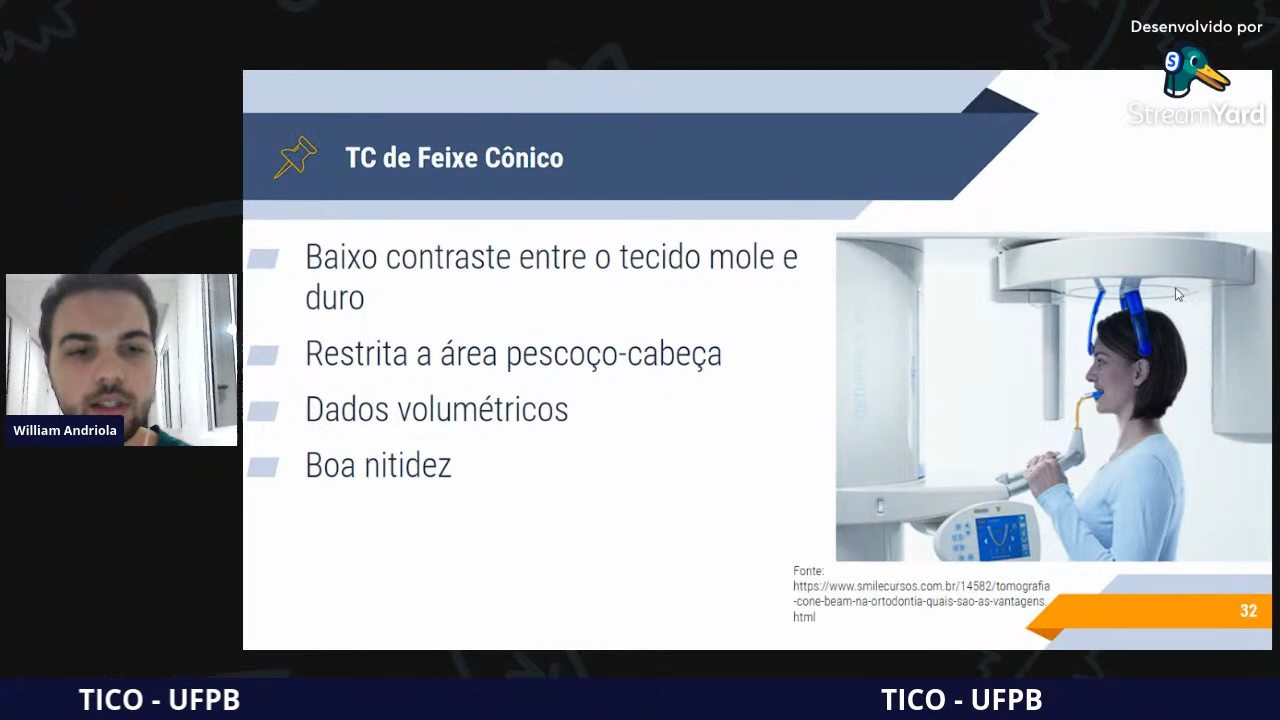 Desenvolvido por
StreamYard
TC de Feixe Cônico
Baixo contraste entre o tecido mole e
duro
Restrita a área pescoço-cabeça
Dados volumétricos
Boa nitidez
William Andriola
Fonte:
https://www.smilecursos.com.br/14582/tomografia
-cone-beam-na-ortodontia-quais-sao-as-vantagens.
html
32
TICO - UFPB
TICO - UFPB